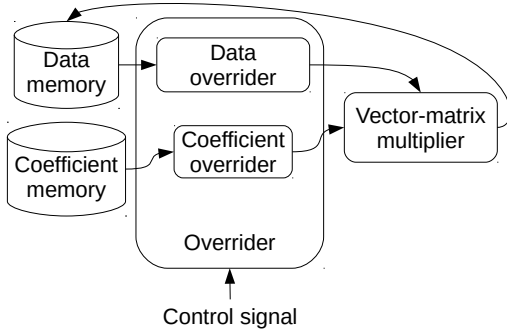 Data
memory
Data
overrider
Vector-matrix
multiplier
Coefficient
memory
Coefficient
overrider
Overrider
Control signal